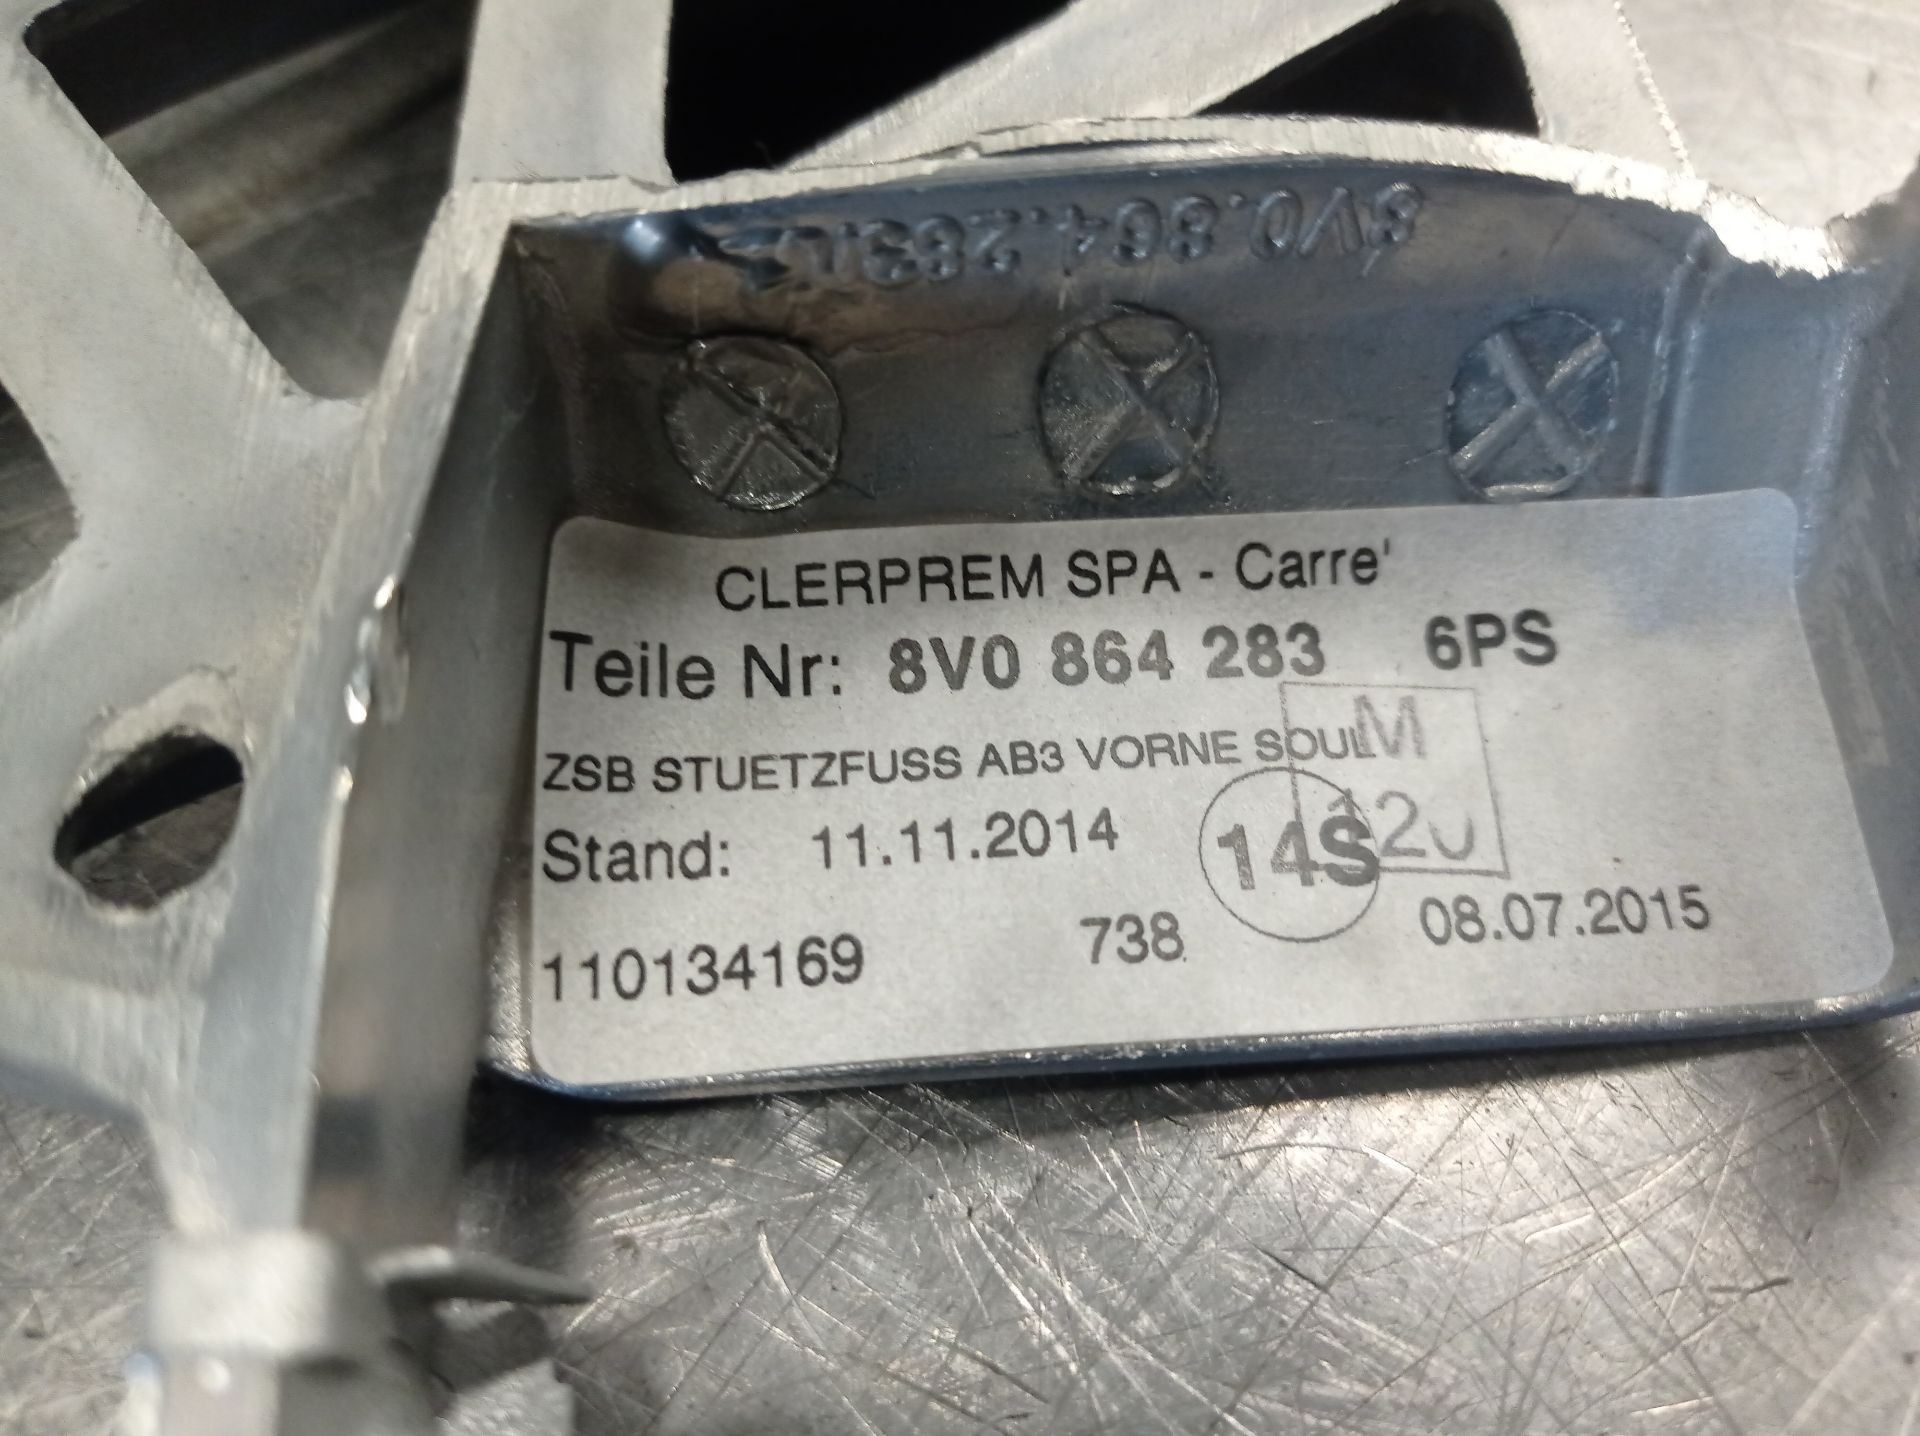 8V0.864.283
CLERPREM SPA - Carre'
Teile Nr: 8V0 864 283 6PS
ZSB STUETZFUSS AB3 VORNE SOUL
M
Stand: 11.11.2014 14S
110134169 738 08.07.2015